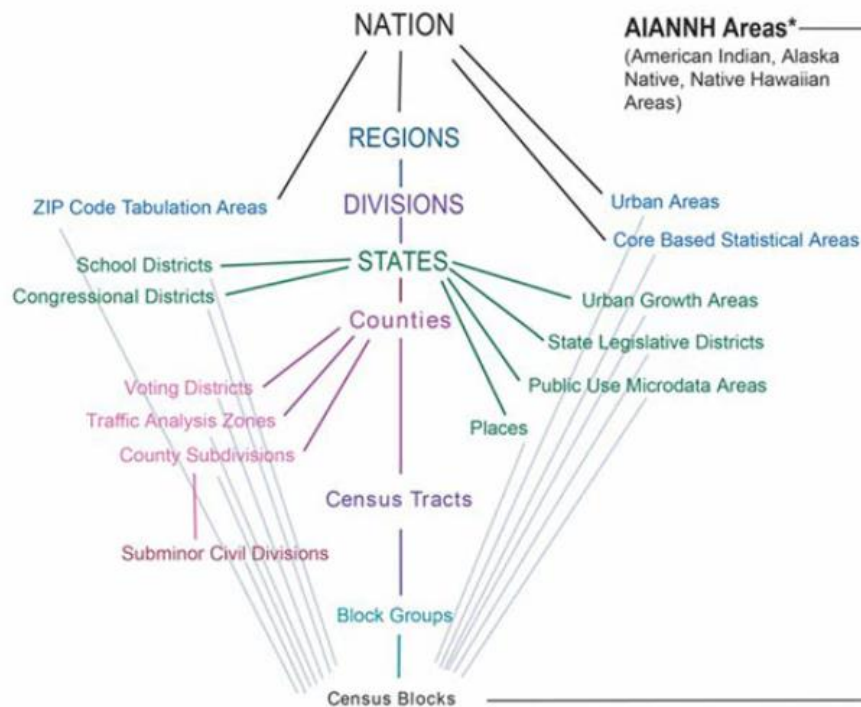 NATION
AIANNH Areas*
(American Indian, Alaska
Native, Native Hawaiian
Areas)
REGIONS
ZIP Code Tabulation Areas
DIVISIONS
Urban Areas
Core Based Statistical Areas
School Districts
STATES
Congressional Districts
Urban Growth Areas
Counties
State Legislative Districts
Voting Districts
Public Use Microdata Areas
Traffic Analysis Zones
Places
County Subdivisions
Census Tracts
Subminor Civil Divisions
Block Groups
Census Blocks